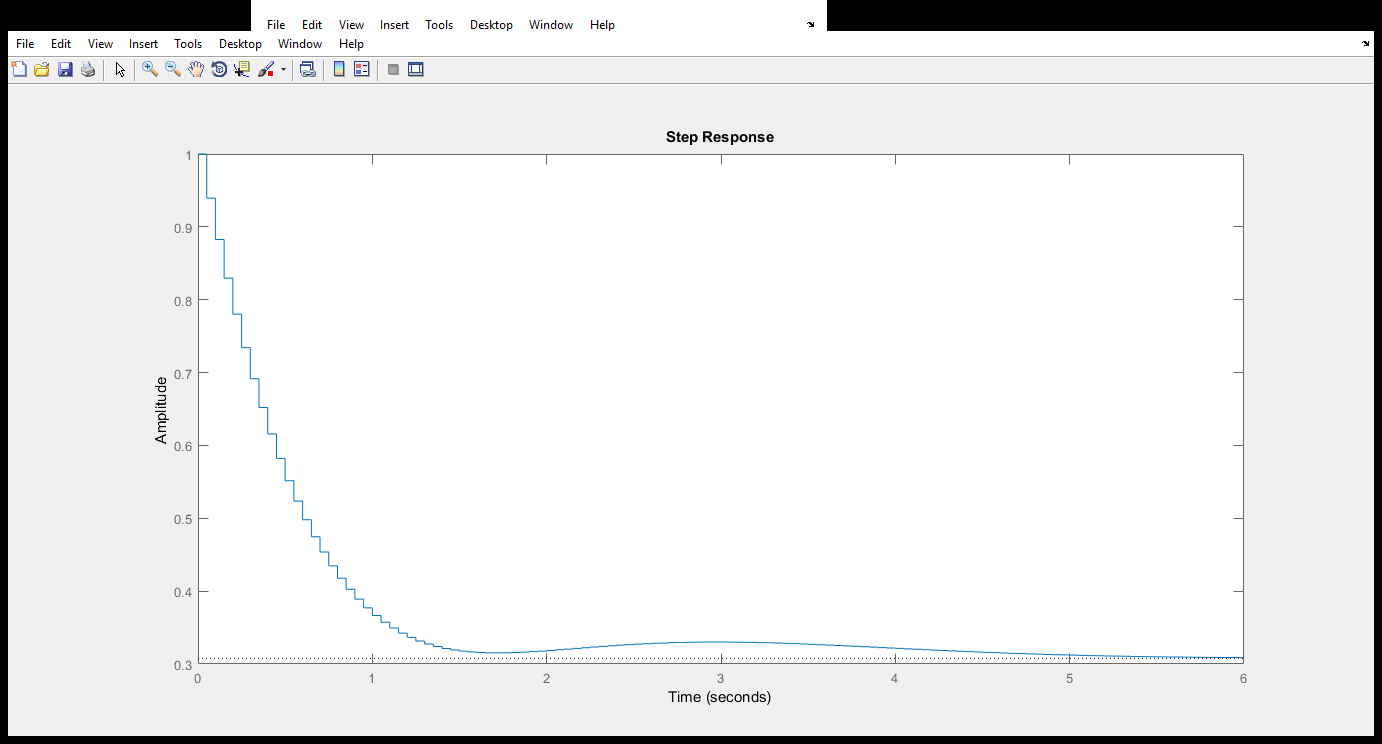 File Edit View Insert Tools Desktop Window Help
File Edit View Insert Tools Desktop Window Help
Step Response
1
0.9
0.8
0.7
0.6
0.5
0.4
0.3
Amplitude
0 1 2 3 4 5 6
Time (seconds)